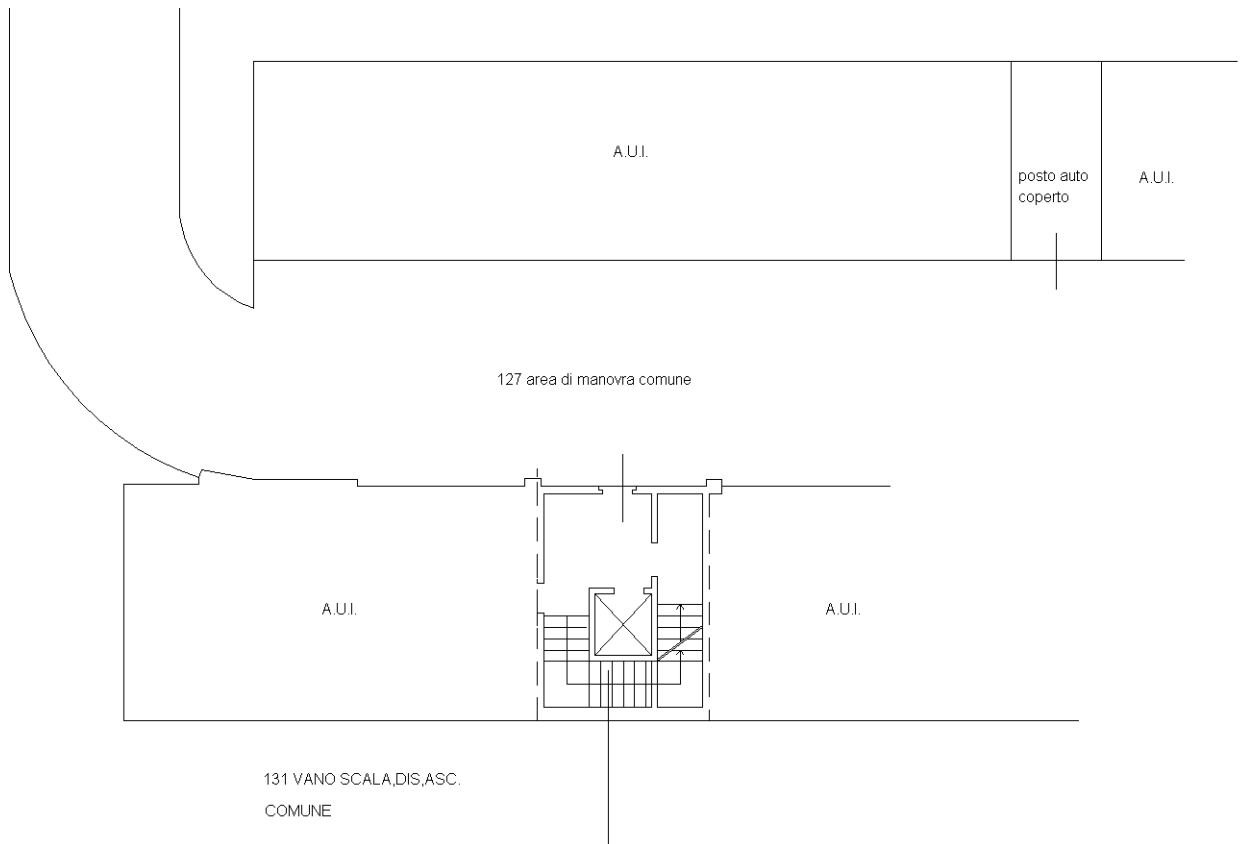 A.U.I.
posto auto
coperto
A.U.I.
127 area di manovra comune
A.U.I.
A.U.I.
131 VANO SCALA,DIS,ASC.
COMUNE